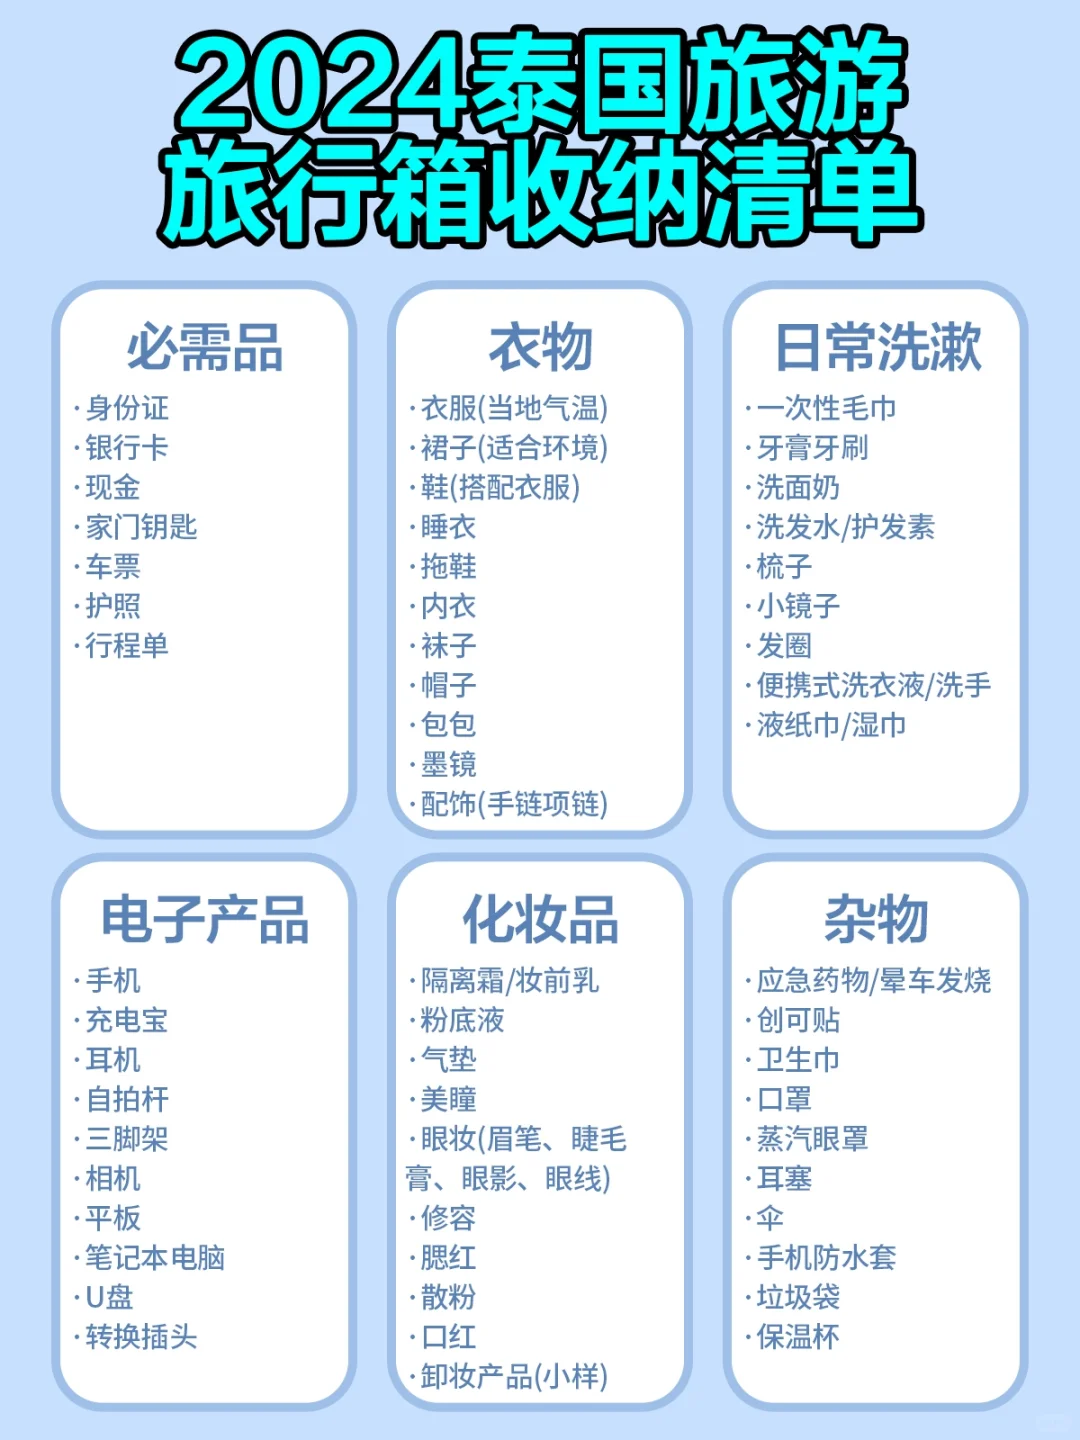 2024泰国旅游
旅行箱收纳清单
必需品
·身份证
·银行卡
·现金
·家门钥匙
·车票
·护照
·行程单
衣物
·衣服(当地气温)
·裙子(适合环境)
·鞋(搭配衣服)
·睡衣
·拖鞋
·内衣
·袜子
·帽子
·包包
·墨镜
·配饰(手链项链)
日常洗漱
·一次性毛巾
·牙膏牙刷
·洗面奶
·洗发水/护发素
·梳子
·小镜子
·发圈
·便携式洗衣液/洗手
·液纸巾/湿巾
电子产品
·手机
·充电宝
·耳机
·自拍杆
·三脚架
·相机
·平板
·笔记本电脑
·U盘
·转换插头
化妆品
·隔离霜/妆前乳
·粉底液
·气垫
·美瞳
·眼妆(眉笔、睫毛
膏、眼影、眼线)
·修容
·腮红
·散粉
·口红
·卸妆产品(小样)
杂物
·应急药物/晕车发烧
·创可贴
·卫生巾
·口罩
·蒸汽眼罩
·耳塞
·伞
·手机防水套
·垃圾袋
·保温杯